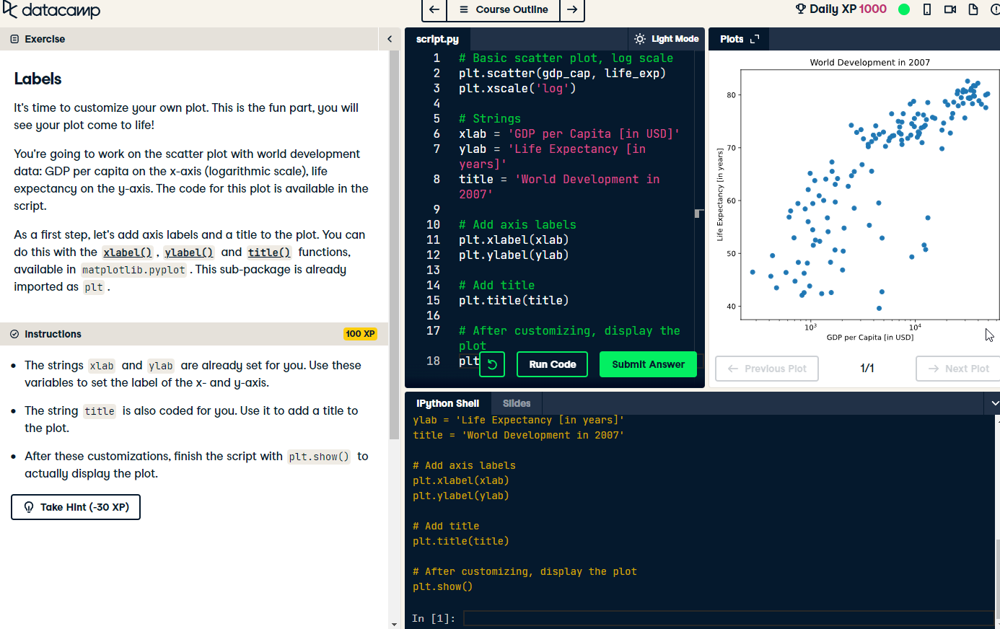 datacamp
Course Outline
Daily XP 1000
Exercise
Labels
It's time to customize your own plot. This is the fun part, you will
see your plot come to life!
You're going to work on the scatter plot with world development
data: GDP per capita on the x-axis (logarithmic scale), life
expectancy on the y-axis. The code for this plot is available in the
script.
As a first step, let's add axis labels and a title to the plot. You can
do this with the xlabel() , ylabel() and title() functions,
available in matplotlib.pyplot . This sub-package is already
imported as plt .
Instructions
100 XP
• The strings xlab and ylab are already set for you. Use these
variables to set the label of the x- and y-axis.
• The string title is also coded for you. Use it to add a title to
the plot.
• After these customizations, finish the script with plt.show() to
actually display the plot.
Take Hint (-30 XP)
script.py
Light Mode
1 # Basic scatter plot, log scale
2 plt.scatter(gdp_cap, life_exp)
3 plt.xscale('log')
4
5 # Strings
6 xlab = 'GDP per Capita [in USD]'
7 ylab = 'Life Expectancy [in
years]'
8 title = 'World Development in
2007'
9
10 # Add axis labels
11 plt.xlabel(xlab)
12 plt.ylabel(ylab)
13
14 # Add title
15 plt.title(title)
16
17 # After customizing, display the
plot
18 plt
Run Code
Submit Answer
Plots
World Development in 2007
80
70
60
50
40
Life Expectancy [in years]
10³
10⁴
GDP per Capita [in USD]
Previous Plot
1/1
Next Plot
IPython Shell
Slides
ylab = 'Life Expectancy [in years]'
title = 'World Development in 2007'
# Add axis labels
plt.xlabel(xlab)
plt.ylabel(ylab)
# Add title
plt.title(title)
# After customizing, display the plot
plt.show()
In [1]: